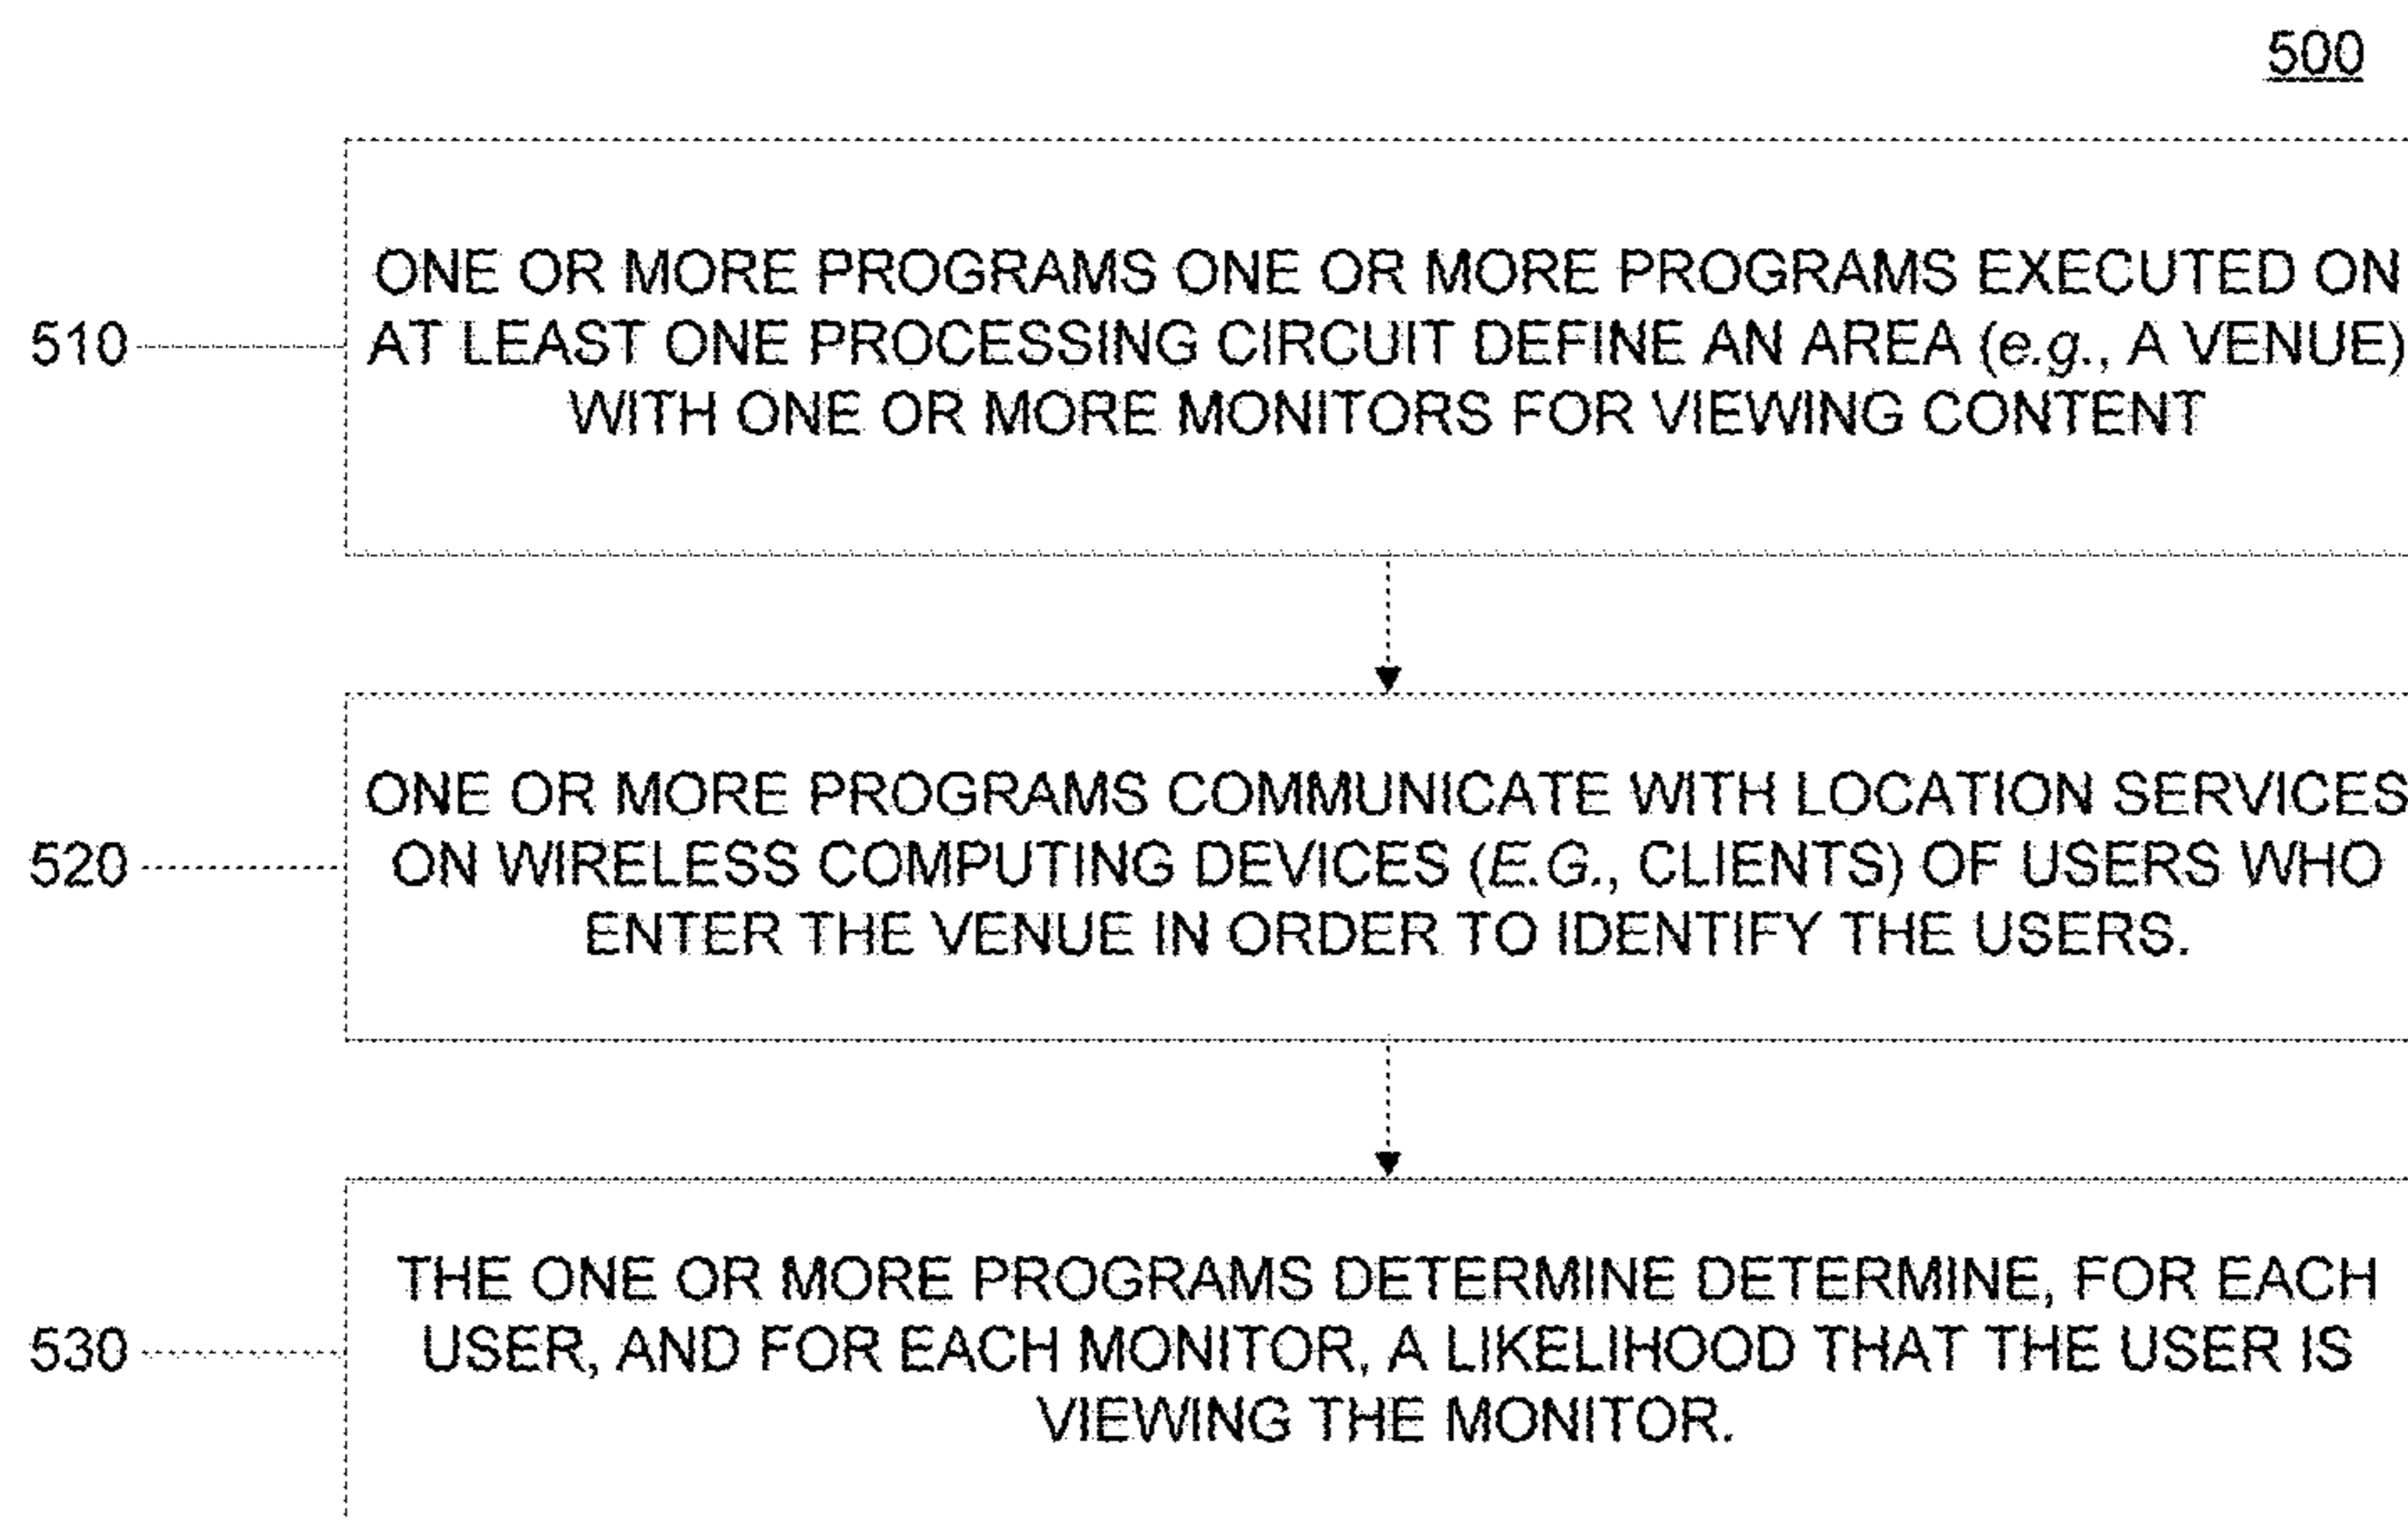 500
ONE OR MORE PROGRAMS ONE OR MORE PROGRAMS EXECUTED ON
510
AT LEAST ONE PROCESSING CIRCUIT DEFINE AN AREA (e.g., A VENUE)
WITH ONE OR MORE MONITORS FOR VIEWING CONTENT
ONE OR MORE PROGRAMS COMMUNICATE WITH LOCATION SERVICES
520
ON WIRELESS COMPUTING DEVICES (E.G., CLIENTS) OF USERS WHO
ENTER THE VENUE IN ORDER TO IDENTIFY THE USERS.
THE ONE OR MORE PROGRAMS DETERMINE DETERMINE, FOR EACH
530
USER, AND FOR EACH MONITOR, A LIKELIHOOD THAT THE USER IS
VIEWING THE MONITOR.